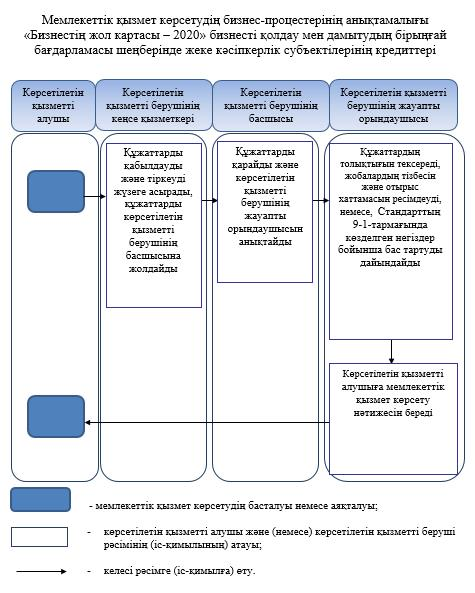 Мемлекеттік қызмет көрсетудің бизнес-процестерінің анықтамалығы
«Бизнестің жол картасы – 2020» бизнесті қолдау мен дамытудың бірыңғай
бағдарламасы шеңберінде жеке кәсіпкерлік субъектілерінің кредиттері
Көрсетілетін
қызметті
алушы
Көрсетілетін
қызметті берушінің
кеңсе қызметкері
Көрсетілетін
қызметті берушінің
басшысы
Көрсетілетін қызметті
берушінің жауапты
орындаушысы
Құжаттарды
қабылдауды
және тіркеуді
жүзеге асырады,
құжаттарды
көрсетілетін
қызметті
берушінің
басшысына
жолдайды
Құжаттарды
қарайды және
көрсетілетін
қызметті
берушінің
жауапты
орындаушысын
анықтайды
Құжаттардың
толықтығын тексереді,
жобалардың тізбесін
және отырыс
хаттамасын ресімдеуді,
немесе, Стандарттың
9-1-тармағында
көзделген негіздер
бойынша бас тартуды
дайындайды
Көрсетілетін қызметті
алушыға мемлекеттік
қызмет көрсету
нәтижесін береді
- мемлекеттік қызмет көрсетудің басталуы немесе аяқталуы;
- көрсетілетін қызметті алушы және (немесе) көрсетілетін қызметті беруші
рәсімінің (іс-қимылының) атауы;
- келесі рәсімге (іс-қимылға) өту.